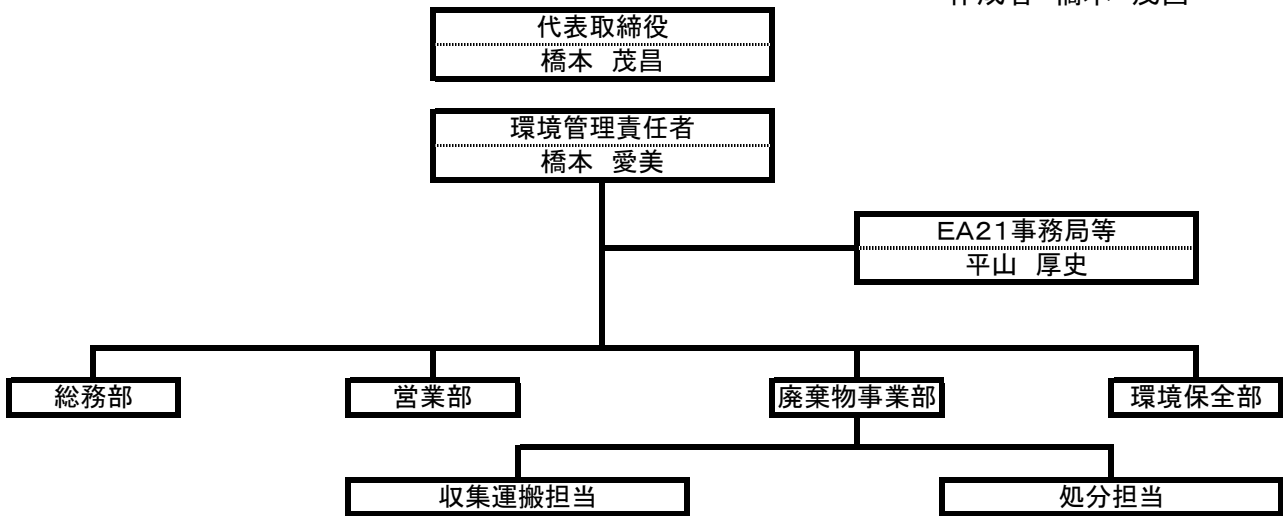 代表取締役
橋本 茂昌
環境管理責任者
橋本 愛美
EA21事務局等
平山 厚史
総務部
営業部
廃棄物事業部
環境保全部
収集運搬担当
処分担当